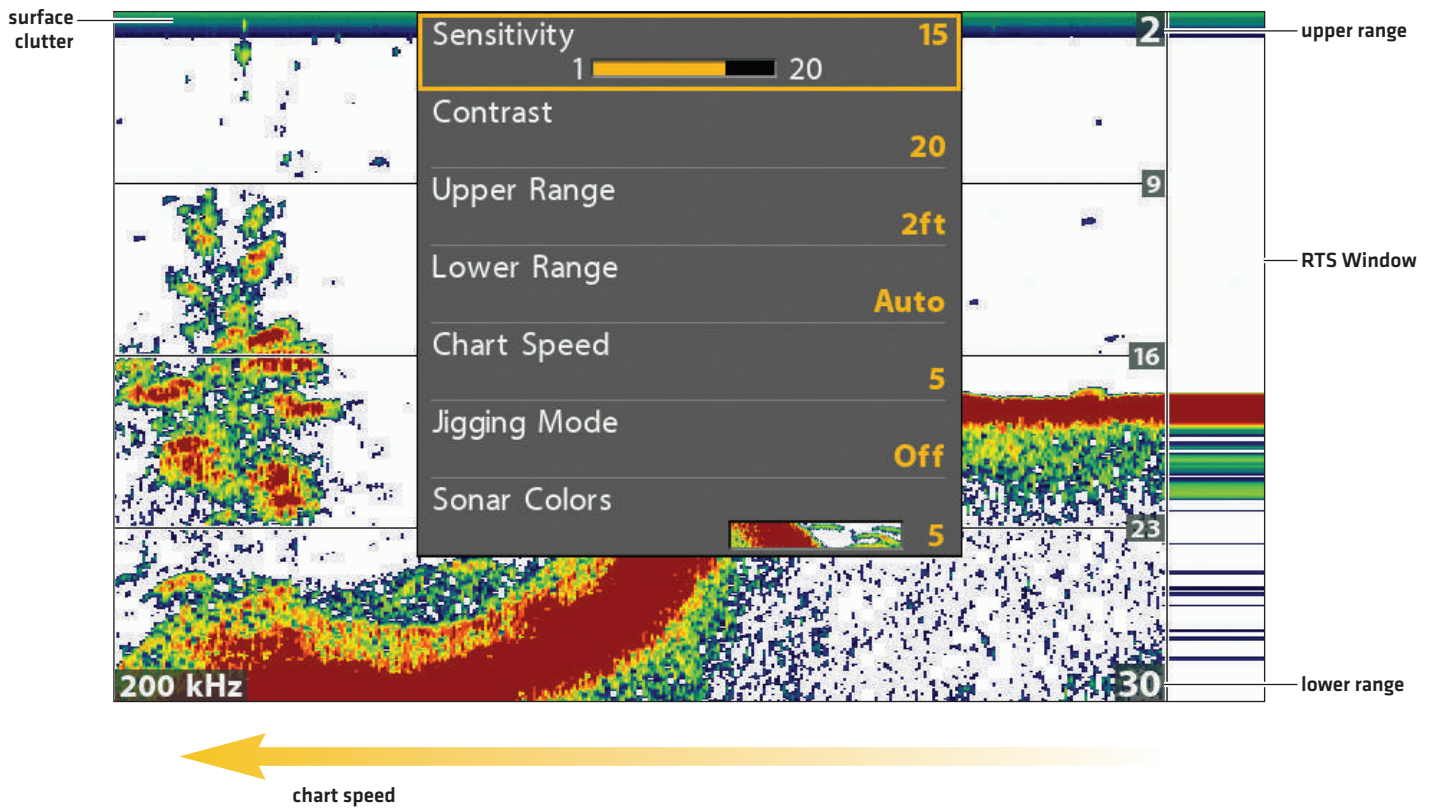 surface
clutter
Sensitivity 15
1 20
Contrast
20
Upper Range
2ft
Lower Range
Auto
Chart Speed
5
Jigging Mode
Off
Sonar Colors
5
2
upper range
9
RTS Window
16
23
200 kHz
30
lower range
chart speed